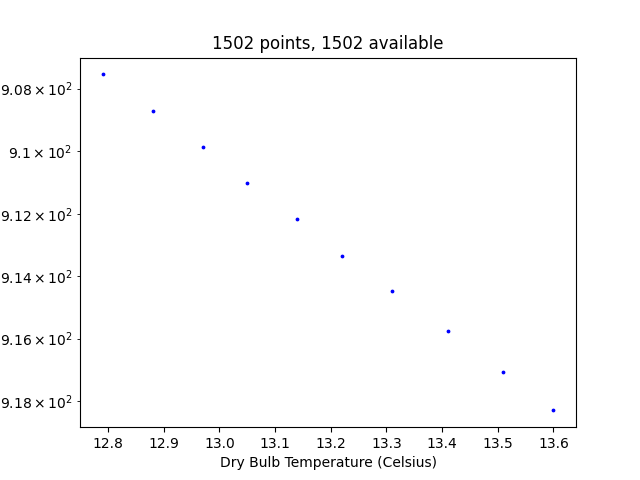 1502 points, 1502 available
9.08 × 10²
9.1 × 10²
9.12 × 10²
9.14 × 10²
9.16 × 10²
9.18 × 10²
12.8 12.9 13.0 13.1 13.2 13.3 13.4 13.5 13.6
Dry Bulb Temperature (Celsius)